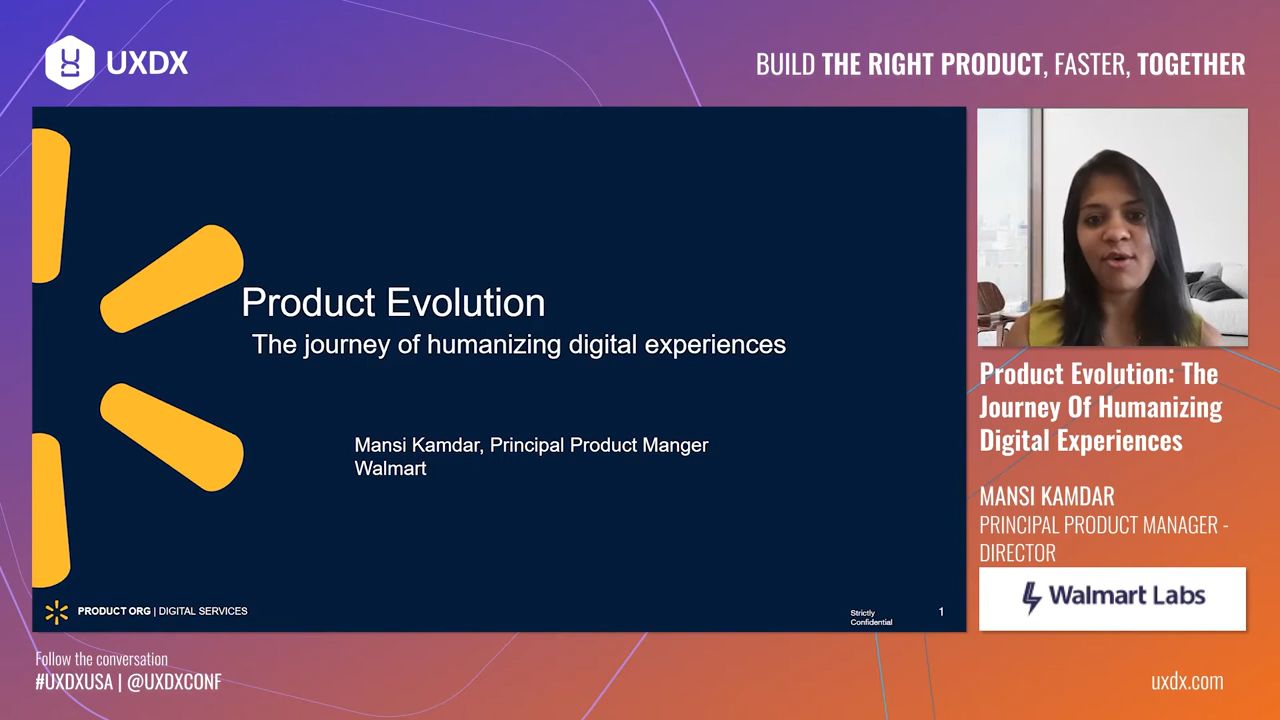 UXDX
BUILD THE RIGHT PRODUCT, FASTER, TOGETHER
Product Evolution
The journey of humanizing digital experiences
Mansi Kamdar, Principal Product Manger
Walmart
PRODUCT ORG | DIGITAL SERVICES
Strictly
Confidential
1
Product Evolution: The
Journey Of Humanizing
Digital Experiences
MANSI KAMDAR
PRINCIPAL PRODUCT MANAGER -
DIRECTOR
Walmart Labs
Follow the conversation
#UXDXUSA | @UXDXCONF
uxdx.com